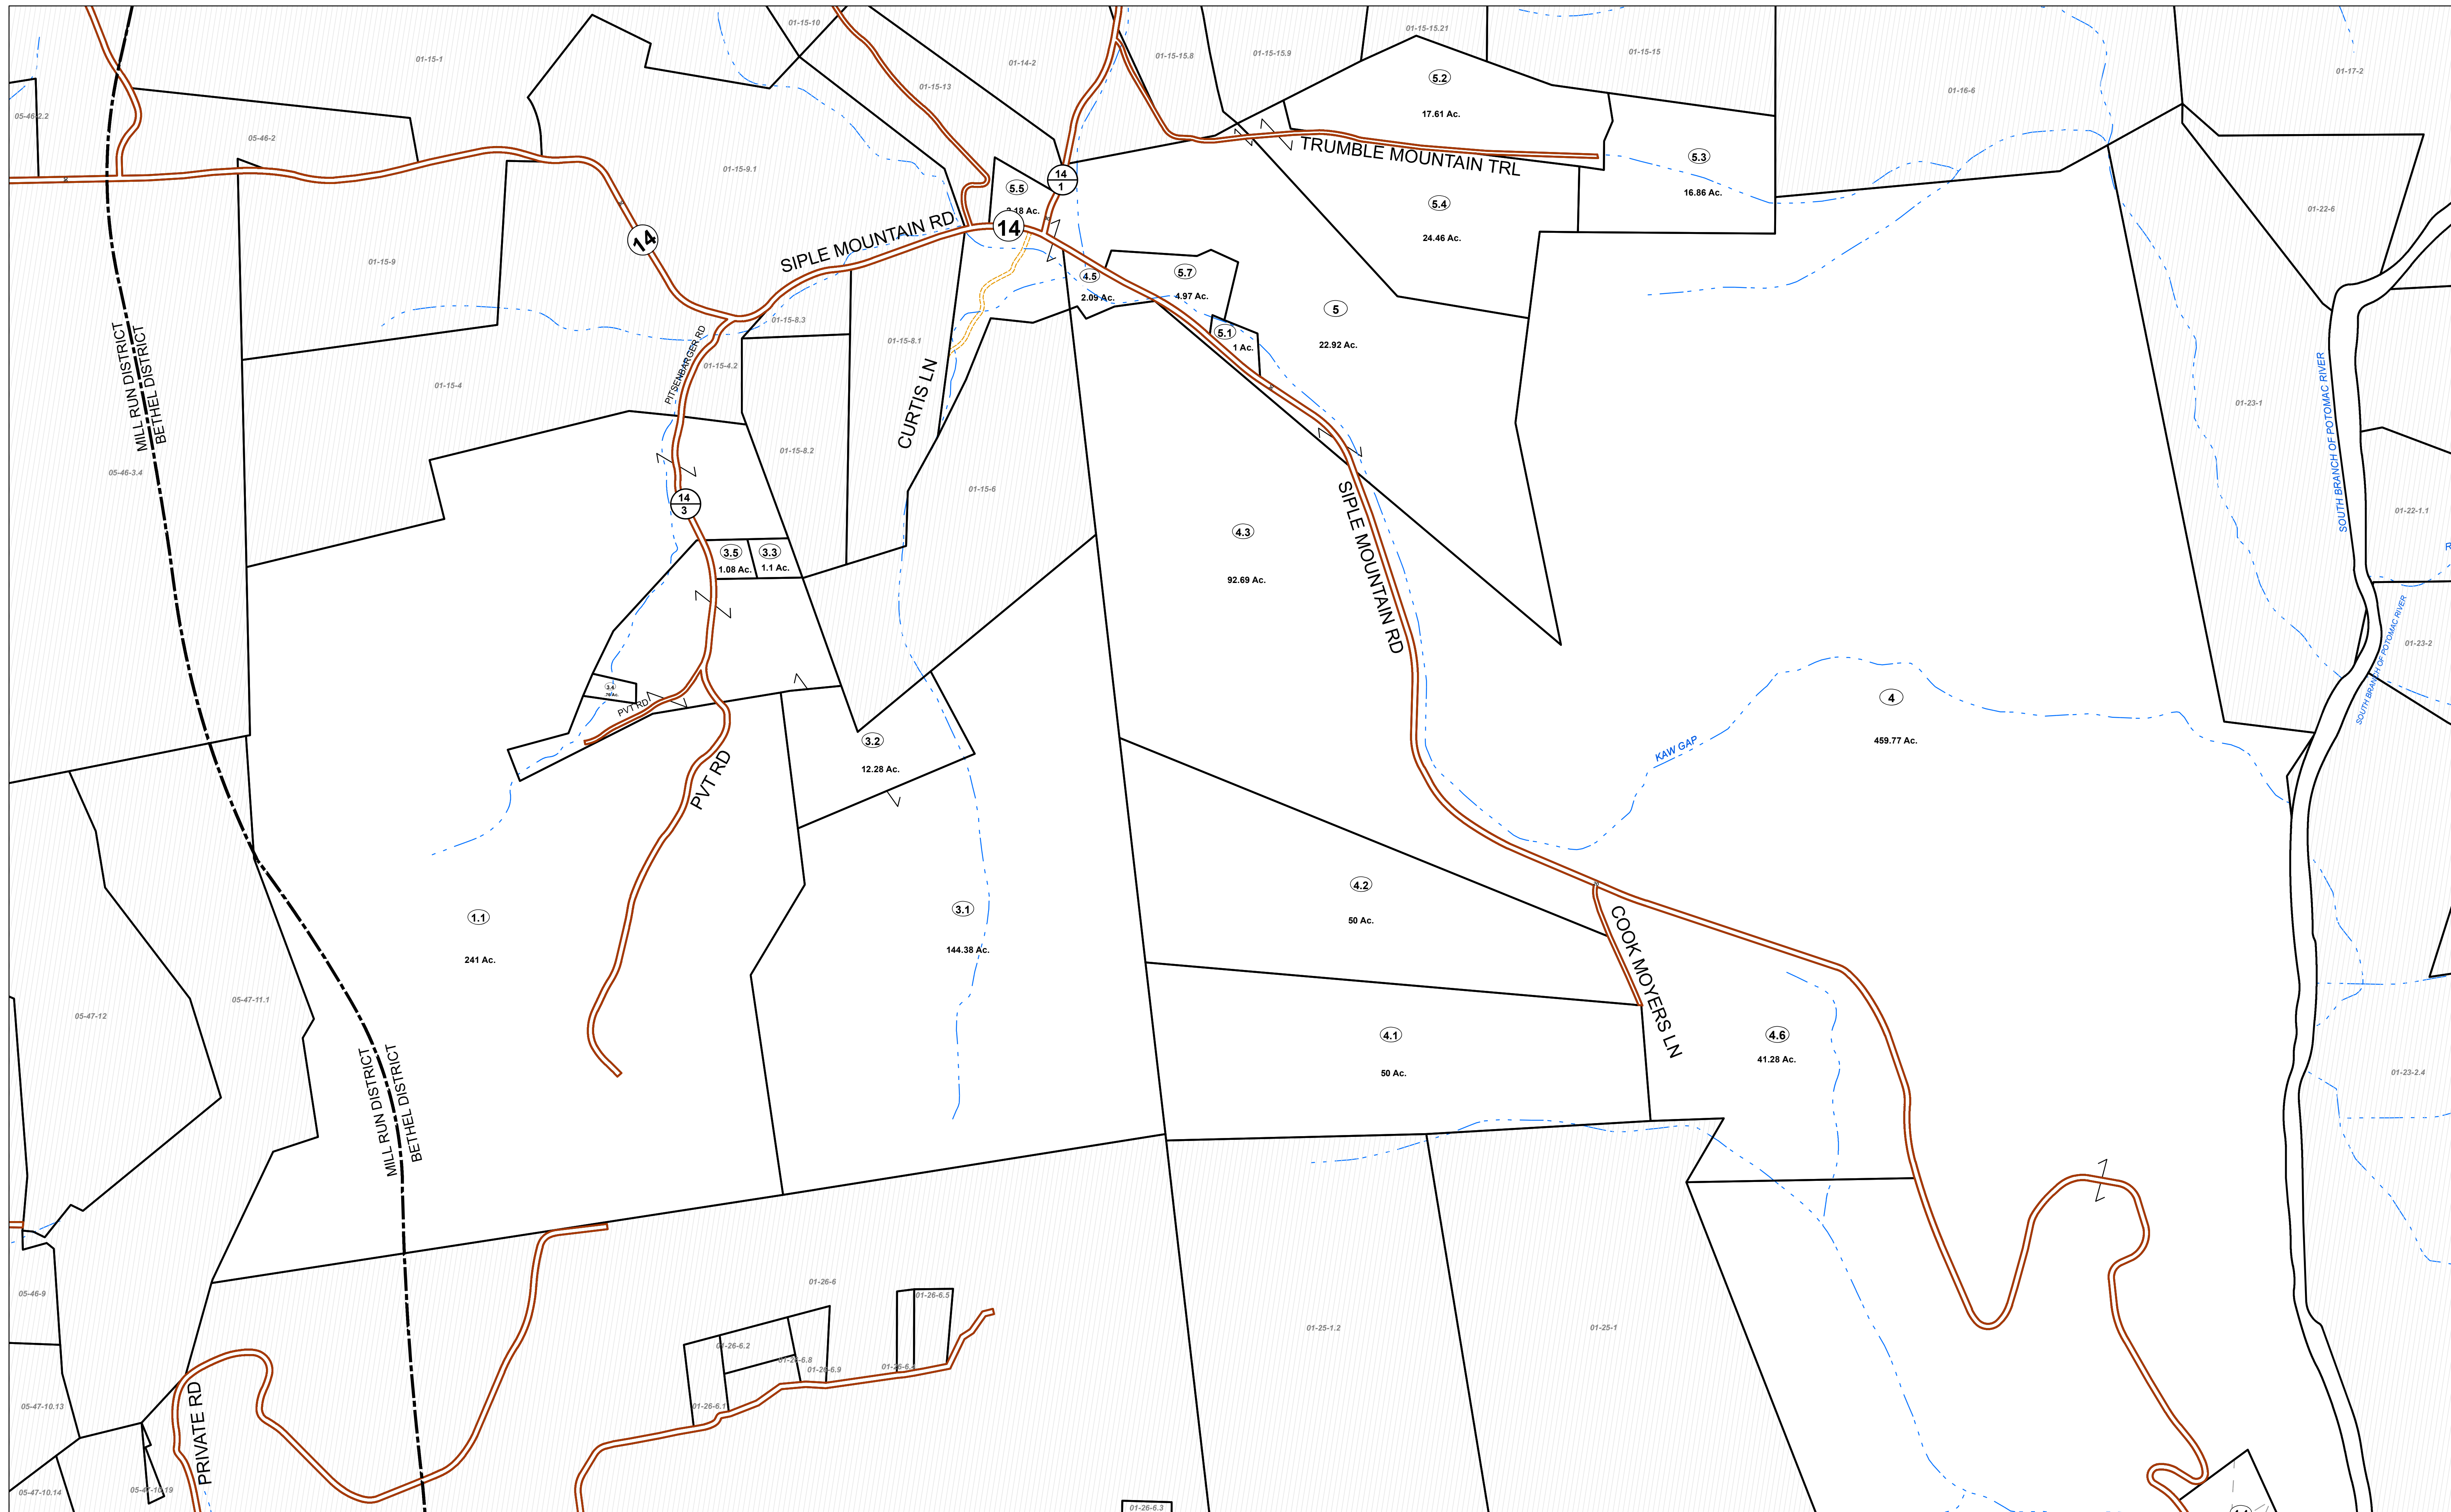 01-15-10
01-15-15.21
01-15-1
01-14-2
01-15-15.8
01-15-15.9
01-15-15
01-17-2
5.2
17.61 Ac.
01-15-13
01-16-6
05-46-2.2
05-46-2
TRUMBLE MOUNTAIN TRL
5.3
16.86 Ac.
01-15-9.1
14
1
5.5
5.4
24.46 Ac.
01-22-6
14
14
SIPLE MOUNTAIN RD
01-15-9
4.5
2.09 Ac.
5.7
4.97 Ac.
5
22.92 Ac.
01-15-8.3
5.1
1 Ac.
01-15-8.1
MILL RUN DISTRICT
BETHEL DISTRICT
PITSENBARGER RD
01-15-4.2
01-15-4
CURTIS LN
SOUTH BRANCH OF POTOMAC RIVER
01-23-1
01-15-8.2
05-46-3.4
01-15-6
14
3
SIPLE MOUNTAIN RD
01-22-1.1
4.3
92.69 Ac.
3.5
1.08 Ac.
3.3
1.1 Ac.
01-23-2
SOUTH BRANCH OF POTOMAC RIVER
3.4
PVT RD
4
459.77 Ac.
KAW GAP
3.2
12.28 Ac.
PVT RD
4.2
50 Ac.
1.1
241 Ac.
3.1
144.38 Ac.
COOK MOYERS LN
05-47-11.1
05-47-12
4.1
50 Ac.
4.6
41.28 Ac.
01-23-2.4
MILL RUN DISTRICT
BETHEL DISTRICT
01-26-6
05-46-9
01-26-6.5
01-25-1.2
01-25-1
01-26-6.2
01-26-6.8
01-26-6.9
05-47-10.13
01-26-6.1
PRIVATE RD
05-47-10.14
05-47-10.19
01-26-6.3